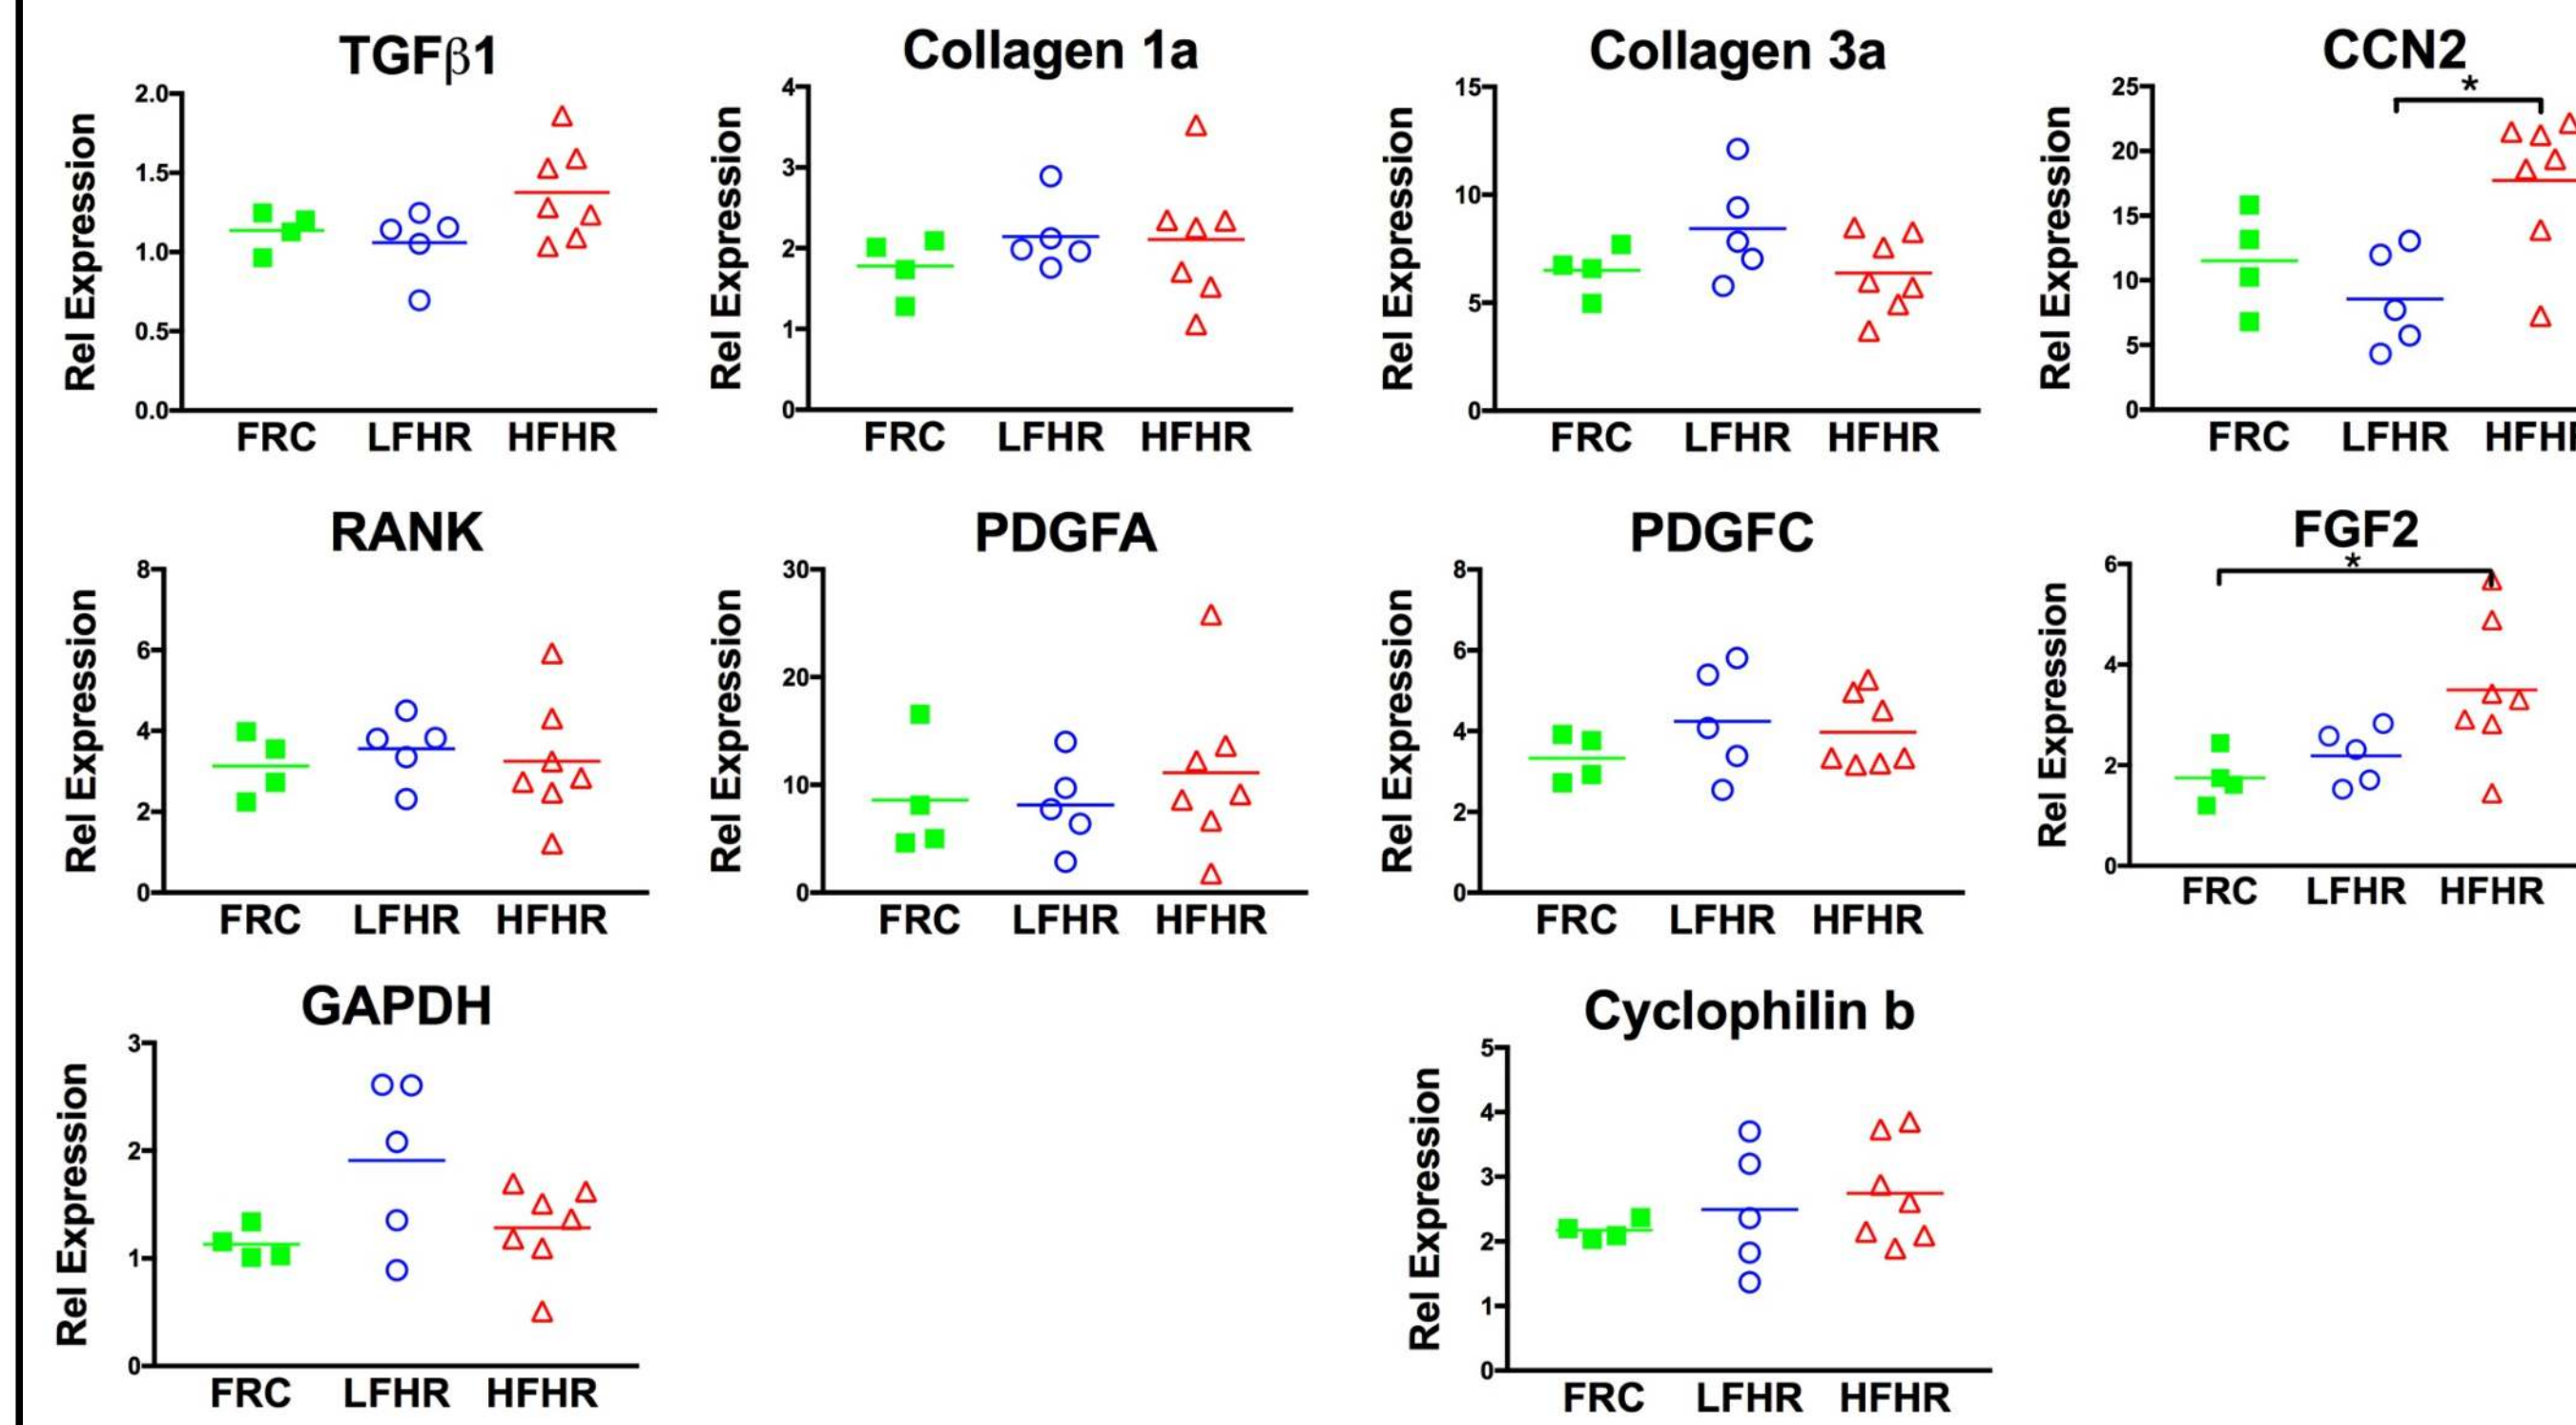 TGFβ1
Rel Expression
2.0
1.5
1.0
0.5
0.0
FRC LFHR HFHR
Collagen 1a
Rel Expression
4
3
2
1
0
FRC LFHR HFHR
Collagen 3a
Rel Expression
15
10
5
0
FRC LFHR HFHR
CCN2
*
Rel Expression
25
20
15
10
5
0
FRC LFHR HFH
RANK
Rel Expression
8
6
4
2
0
FRC LFHR HFHR
PDGFA
Rel Expression
30
20
10
0
FRC LFHR HFHR
PDGFC
Rel Expression
8
6
4
2
0
FRC LFHR HFHR
FGF2
*
Rel Expression
6
4
2
0
FRC LFHR HFHR
GAPDH
Rel Expression
3
2
1
0
FRC LFHR HFHR
Cyclophilin b
Rel Expression
5
4
3
2
1
0
FRC LFHR HFHR